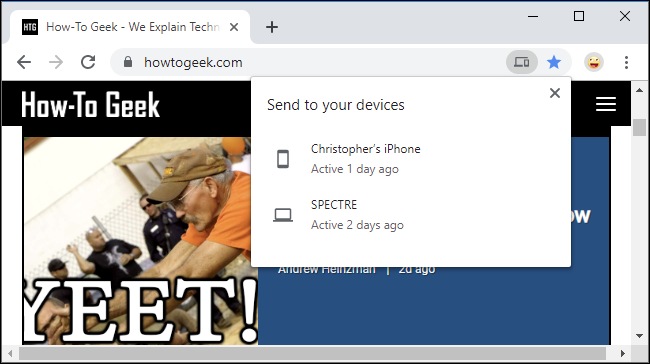 HTG
How-To Geek - We Explain Techn
howtogeek.com
How-To Geek
Send to your devices
Christopher's iPhone
Active 1 day ago
SPECTRE
Active 2 days ago
ow
Andrew Heinzman | 2d ago
YEET!